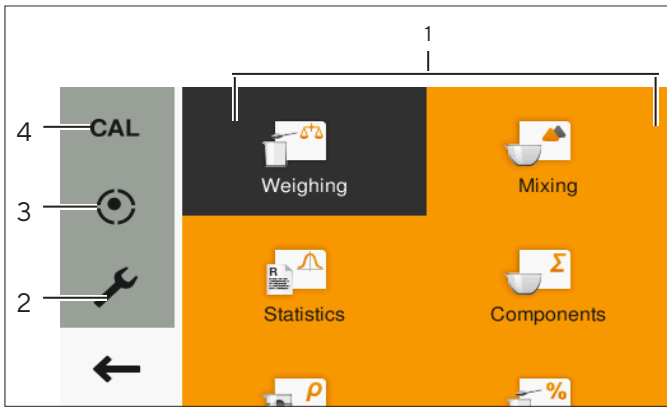 1
4 CAL
Weighing Mixing
3
R Σ
2
Statistics Components
ρ %